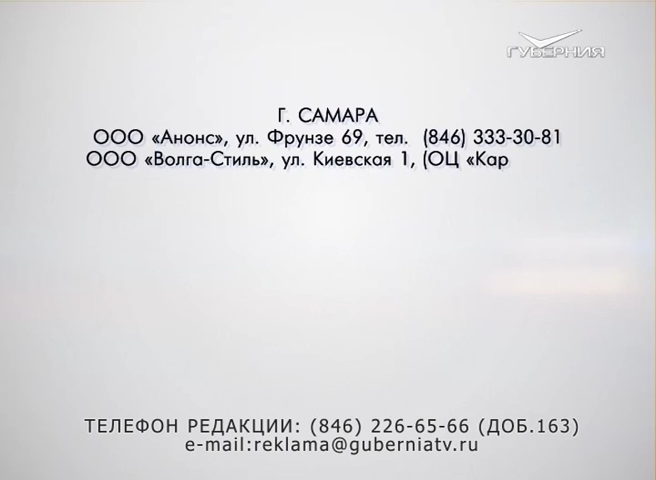 ГУБЕРНИЯ
Г. САМАРА
ООО «Анонс», ул. Фрунзе 69, тел. (846) 333-30-81
ООО «Волга-Стиль», ул. Киевская 1, (ОЦ «Кар
ТЕЛЕФОН РЕДАКЦИИ: (846) 226-65-66 (ДОБ.163)
e-mail:reklama@guberniatv.ru